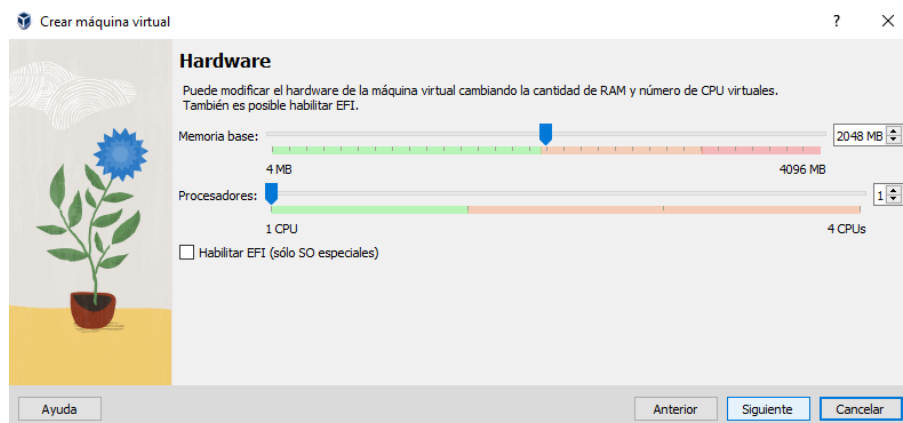 Crear máquina virtual
?
Hardware
Puede modificar el hardware de la máquina virtual cambiando la cantidad de RAM y número de CPU virtuales.
También es posible habilitar EFI.
Memoria base:
2048 MB
4 MB
4096 MB
Procesadores:
1
1 CPU
4 CPUs
Habilitar EFI (sólo SO especiales)
Ayuda
Anterior
Siguiente
Cancelar